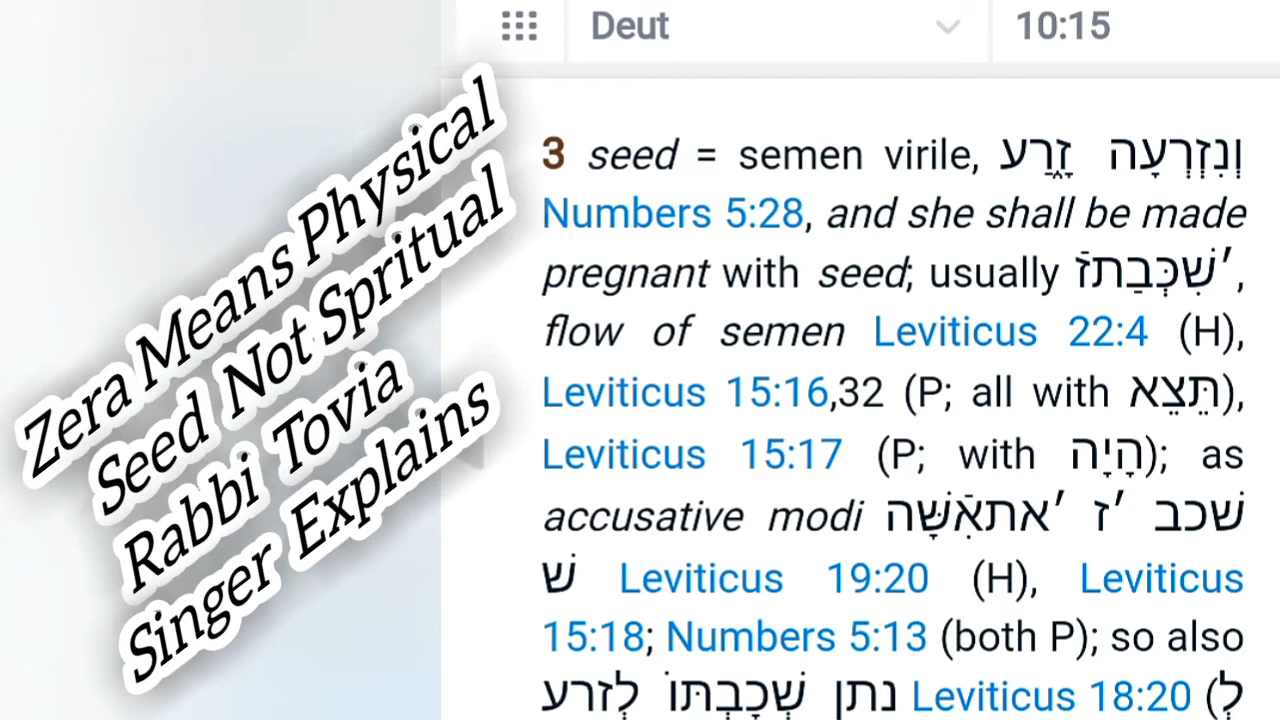 Deut 10:15
Zera Means Physical
Seed Not Spritual
Rabbi Tovia
Singer Explains
3 seed = semen virile, וְנִזְרְעָה זָ֑רַע
Numbers 5:28, and she shall be made
pregnant with seed; usually שִׁכְבַתזֿ ׳,
flow of semen Leviticus 22:4 (H),
Leviticus 15:16,32 (P; all with תֵּצֵא),
Leviticus 15:17 (P; with הָיָה); as
accusative modi שׁכב ׳ז ׳אתאִֿשָּׁה
שׁ Leviticus 19:20 (H), Leviticus
15:18; Numbers 5:13 (both P); so also
נתן שְׁכָבְתּוֺ לְזרע Leviticus 18:20 (לְ